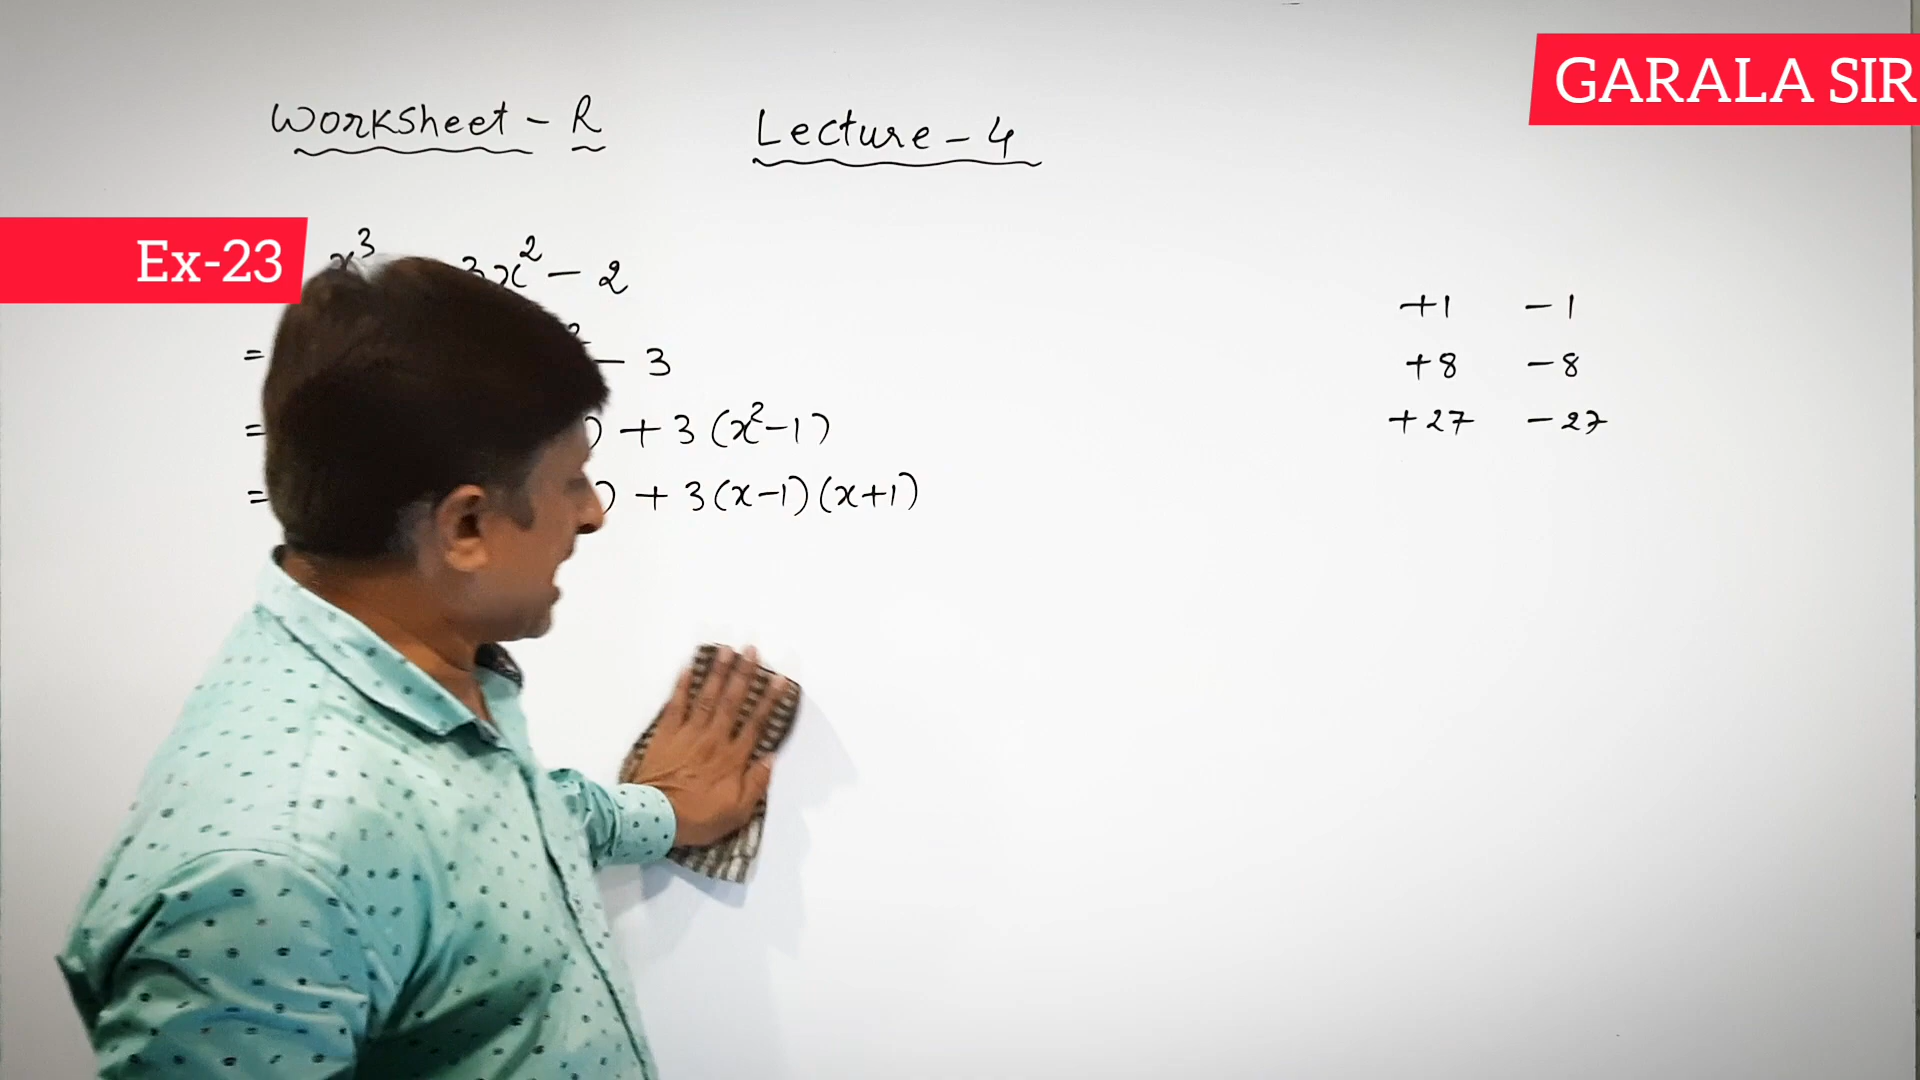 GARALA SIR
Worksheet - R Lecture - 4
Ex-23
x³ 3x² - 2
= - 3
= ) + 3 (x²-1)
= ) + 3(x-1)(x+1)
+1 -1
+8 -8
+27 -27